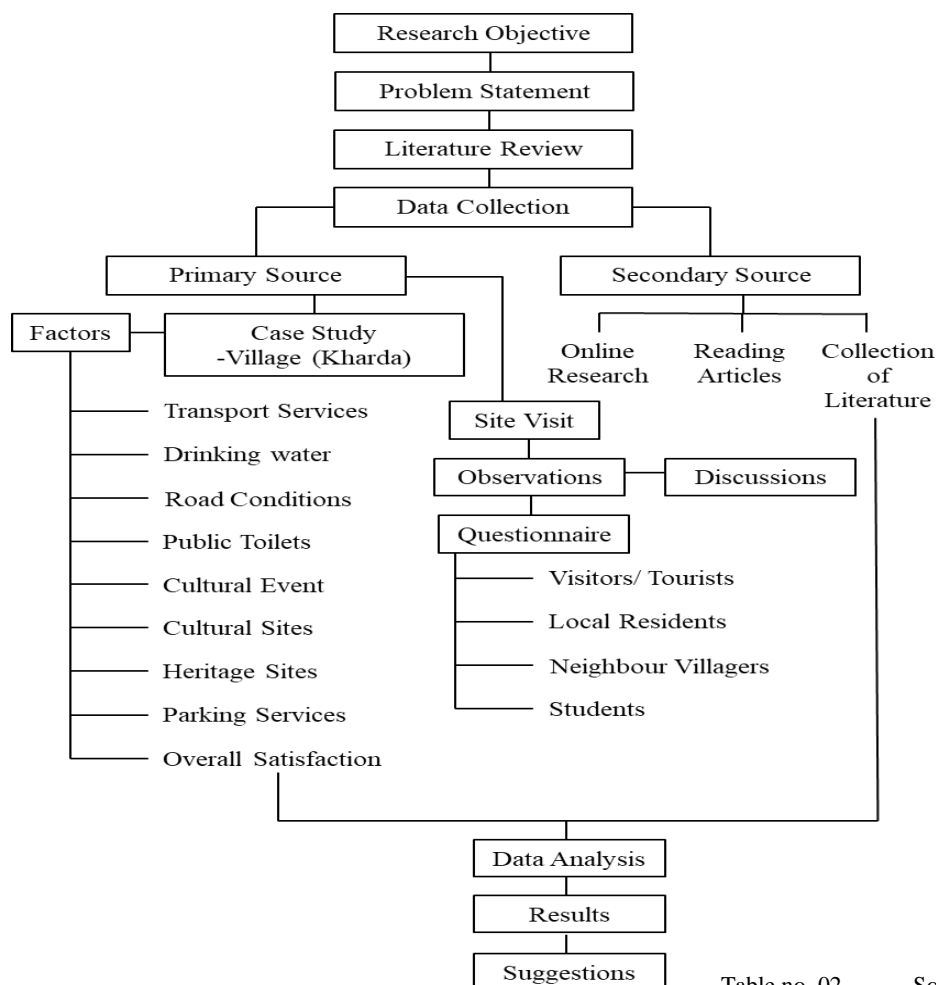 Research Objective
Problem Statement
Literature Review
Data Collection
Primary Source
Secondary Source
Factors
Case Study
-Village (Kharda)
Online
Research
Reading
Articles
Collection
of
Literature
Transport Services
Drinking water
Road Conditions
Public Toilets
Cultural Event
Cultural Sites
Heritage Sites
Parking Services
Overall Satisfaction
Site Visit
Observations
Discussions
Questionnaire
Visitors/ Tourists
Local Residents
Neighbour Villagers
Students
Data Analysis
Results
Suggestions
Table no. 02